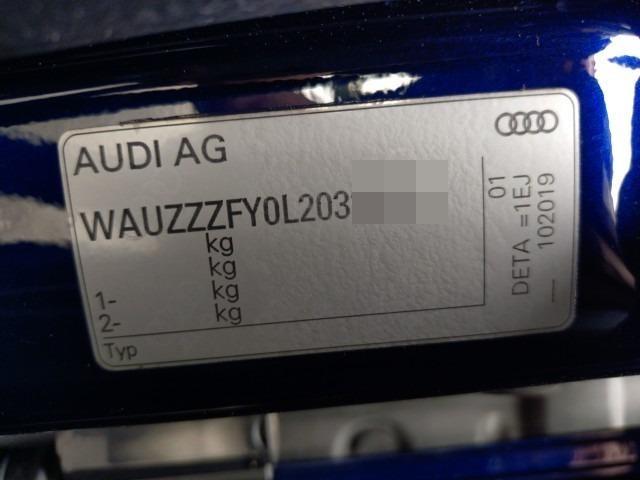 AUDI AG
WAUZZZFY0L203
kg
kg
1- kg
2- kg
Typ
01
DETA =1EJ
102019